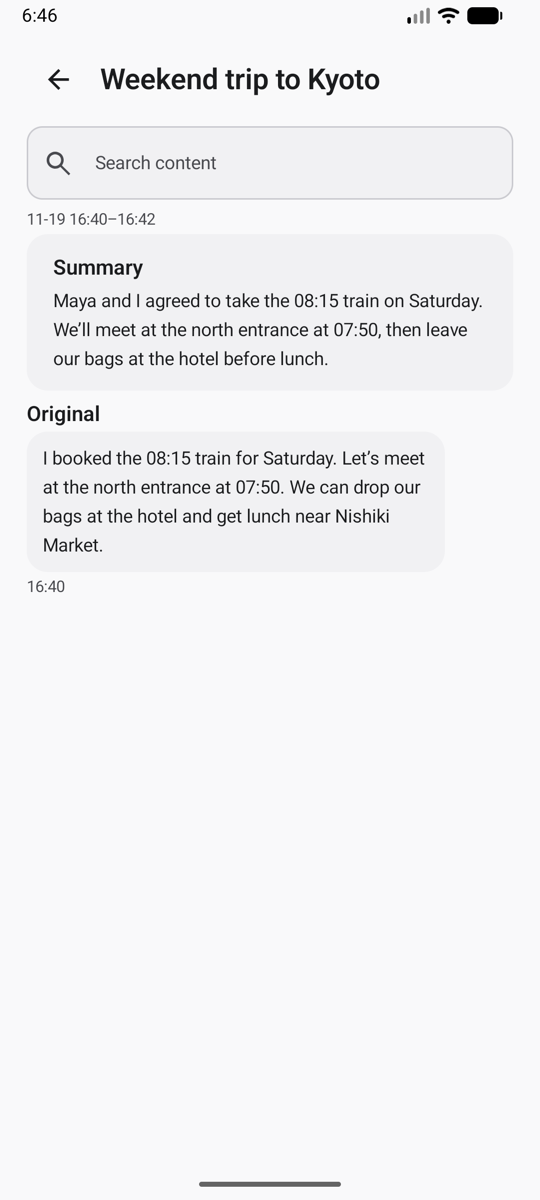 6:46
Weekend trip to Kyoto
Search content
11-19 16:40–16:42
Summary
Maya and I agreed to take the 08:15 train on Saturday.
We’ll meet at the north entrance at 07:50, then leave
our bags at the hotel before lunch.
Original
I booked the 08:15 train for Saturday. Let’s meet
at the north entrance at 07:50. We can drop our
bags at the hotel and get lunch near Nishiki
Market.
16:40